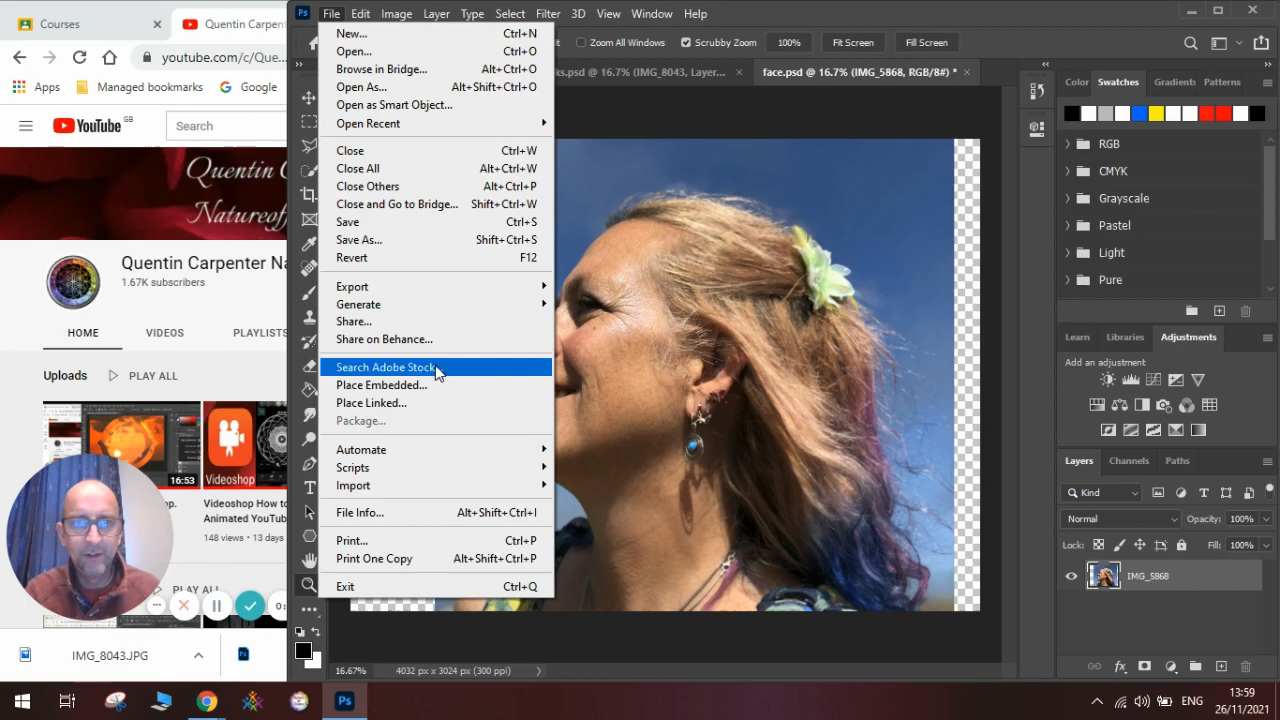 Courses
Quentin Carpen
youtube.com/c/Que...
Apps
Managed bookmarks
Google
YouTube GB
Search
Quentin C
Natureof
Quentin Carpenter Na
1.67K subscribers
HOME
VIDEOS
PLAYLISTS
Uploads
PLAY ALL
16:53
Videoshop
op.
Videoshop How to
Animated YouTub
148 views • 13 days
PLAY ALL
IMG_8043.JPG
Ps
File
Edit
Image
Layer
Type
Select
Filter
3D
View
Window
Help
All Windows
Scrubby Zoom
100%
Fit Screen
Fill Screen
ks.psd @ 16.7% (IMG_8043, Layer...
face.psd @ 16.7% (IMG_5868, RGB/8#) *
New... Ctrl+N
Open... Ctrl+O
Browse in Bridge... Alt+Ctrl+O
Open As... Alt+Shift+Ctrl+O
Open as Smart Object...
Open Recent
Close Ctrl+W
Close All Alt+Ctrl+W
Close Others Alt+Ctrl+P
Close and Go to Bridge... Shift+Ctrl+W
Save Ctrl+S
Save As... Shift+Ctrl+S
Revert F12
Export
Generate
Share...
Share on Behance...
Search Adobe Stock
Place Embedded...
Place Linked...
Package...
Automate
Scripts
Import
File Info... Alt+Shift+Ctrl+I
Print... Ctrl+P
Print One Copy Alt+Shift+Ctrl+P
Exit Ctrl+Q
16.67%
4032 px x 3024 px (300 ppi)
Color
Swatches
Gradients
Patterns
RGB
CMYK
Grayscale
Pastel
Light
Pure
Learn
Libraries
Adjustments
Add an adjustment
Layers
Channels
Paths
Kind
Normal
Opacity: 100%
Lock:
Fill: 100%
IMG_5868
Ps
ENG
13:59
26/11/2021